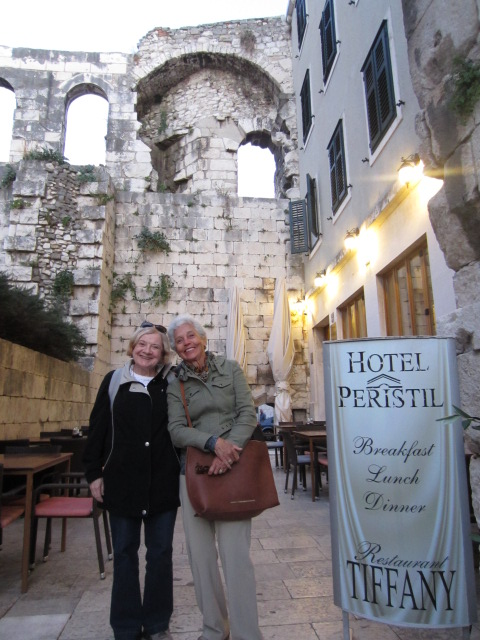 HOTEL
PERISTIL
Breakfast
Lunch
Dinner
Restaurant
TIFFANY